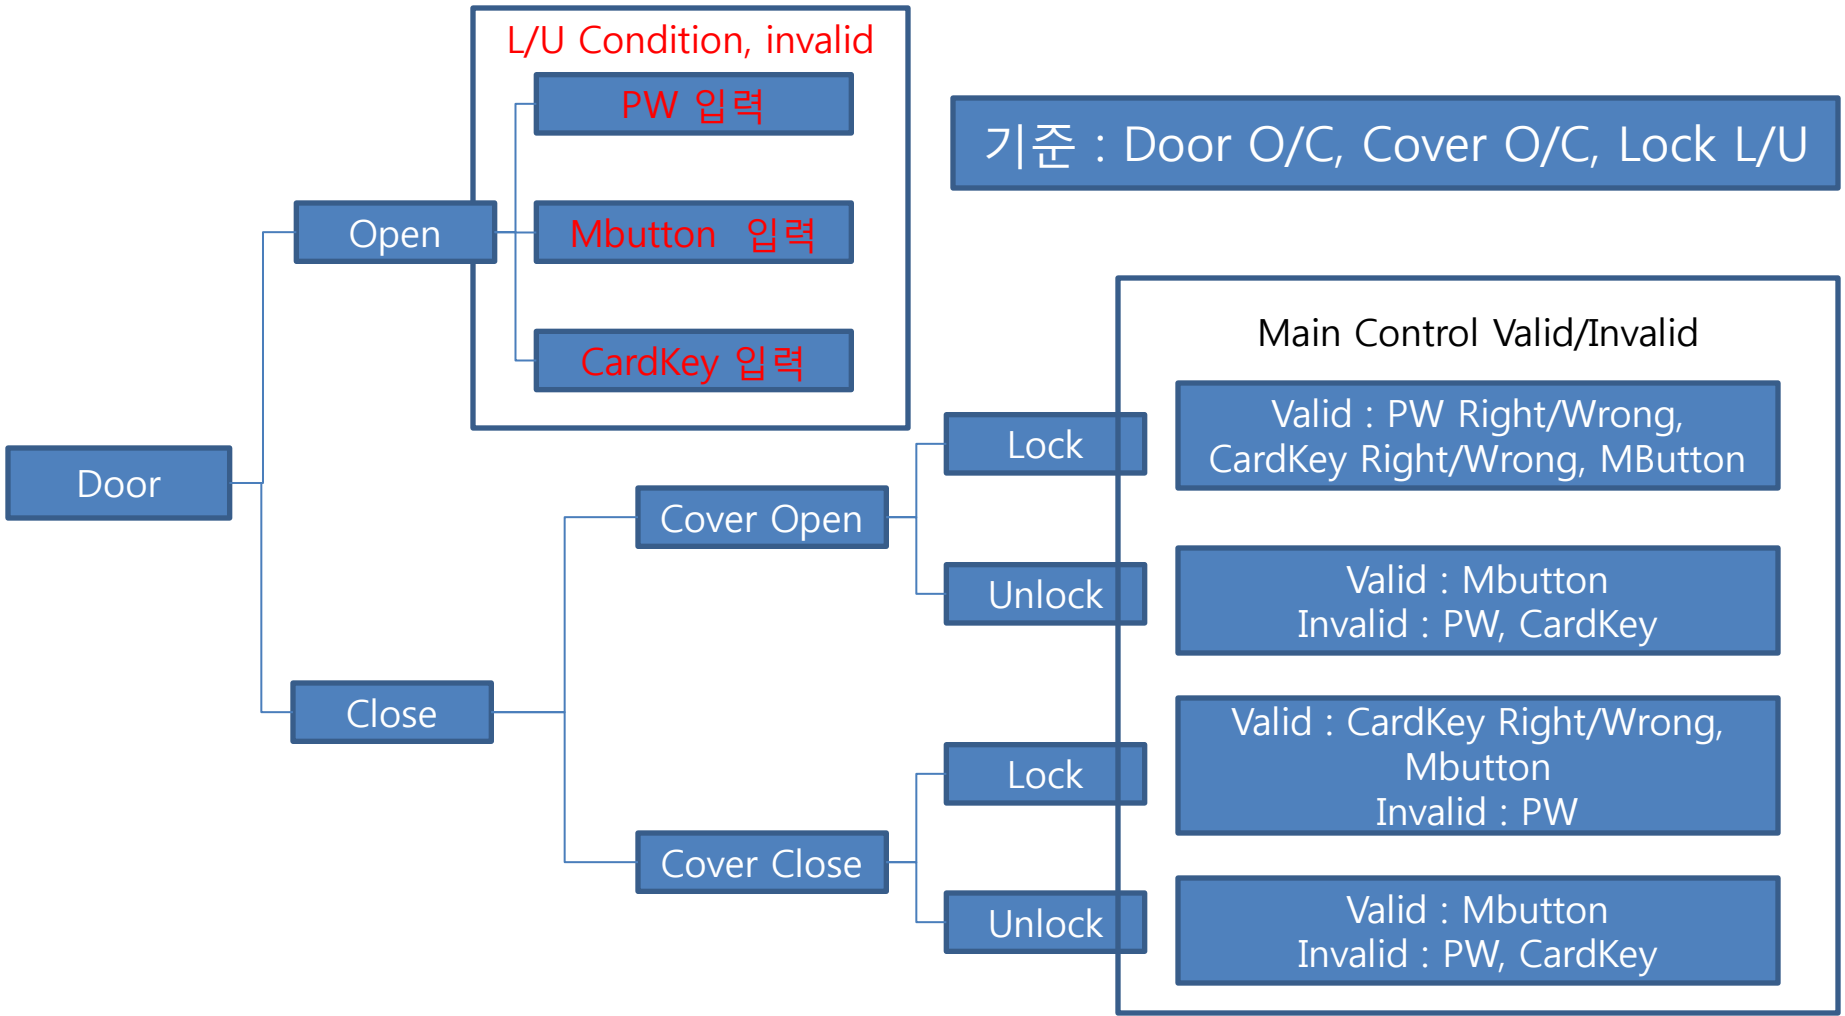 L/U Condition, invalid
PW 입력
Mbutton 입력
CardKey 입력
기준 : Door O/C, Cover O/C, Lock L/U
Open
Door
Close
Cover Open
Cover Close
Lock
Unlock
Lock
Unlock
Main Control Valid/Invalid
Valid : PW Right/Wrong,
CardKey Right/Wrong, MButton
Valid : Mbutton
Invalid : PW, CardKey
Valid : CardKey Right/Wrong,
Mbutton
Invalid : PW
Valid : Mbutton
Invalid : PW, CardKey